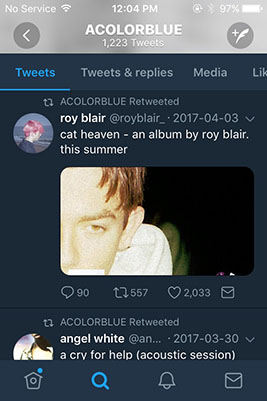 No Service 12:04 PM 97%
ACOLORBLUE
1,223 Tweets
Tweets Tweets & replies Media Lik
ACOLORBLUE Retweeted
roy blair @royblair_ · 2017-04-03
cat heaven - an album by roy blair.
this summer
90 557 2,033
ACOLORBLUE Retweeted
angel white @an... · 2017-03-30
a cry for help (acoustic session)